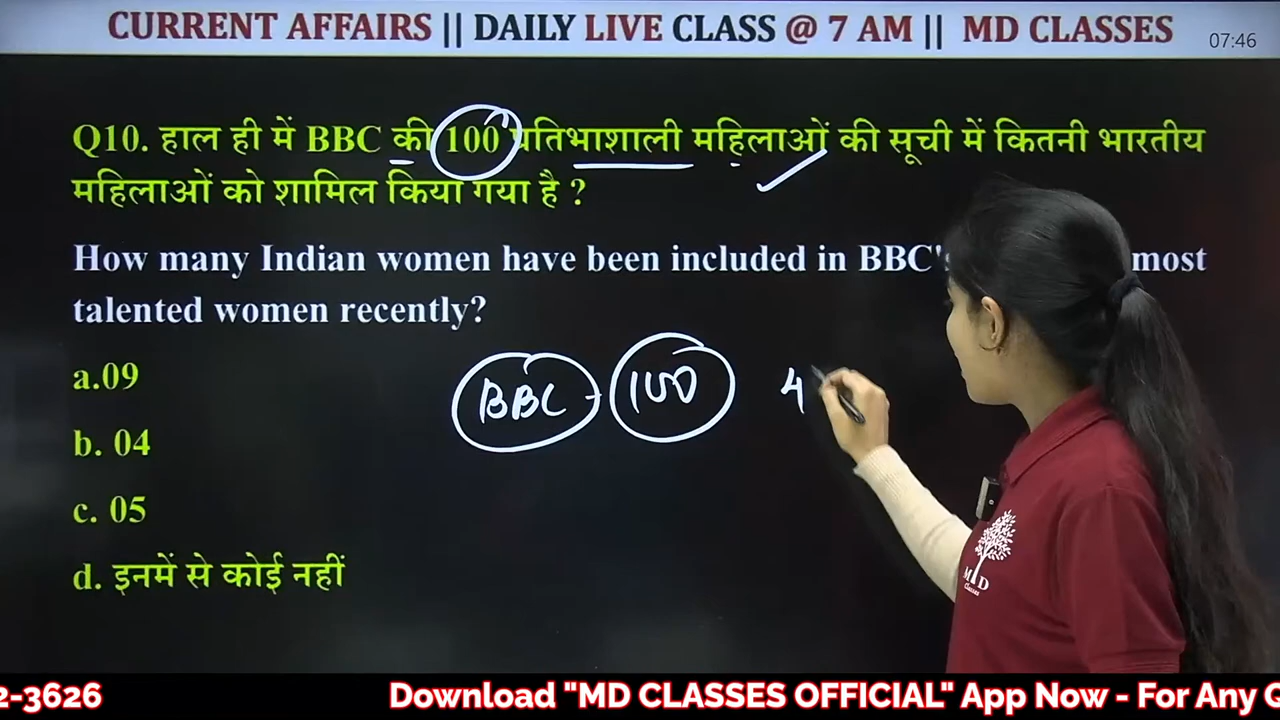 CURRENT AFFAIRS || DAILY LIVE CLASS @ 7 AM || MD CLASSES
07:46
Q10. हाल ही में BBC की 100 प्रतिभाशाली महिलाओं की सूची में कितनी भारतीय
महिलाओं को शामिल किया गया है ?
How many Indian women have been included in BBC's most
talented women recently?
a.09
BBC - 100 4
b. 04
c. 05
d. इनमें से कोई नहीं
MD
Classes
2-3626 Download "MD CLASSES OFFICIAL" App Now - For Any